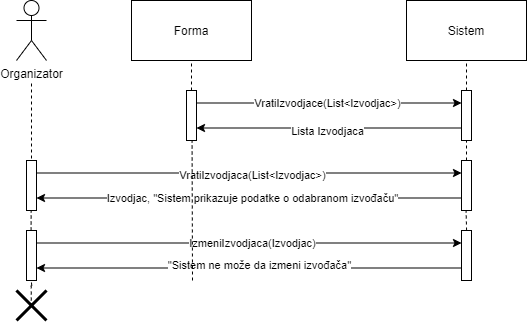 Forma
Sistem
Organizator
VratiIzvodjace(List<Izvodjac>)
Lista Izvodjaca
VratiIzvodjaca(List<Izvodjac>)
Izvodjac, "Sistem prikazuje podatke o odabranom izvođaču"
IzmeniIzvodjaca(Izvodjac)
"Sistem ne može da izmeni izvođača"